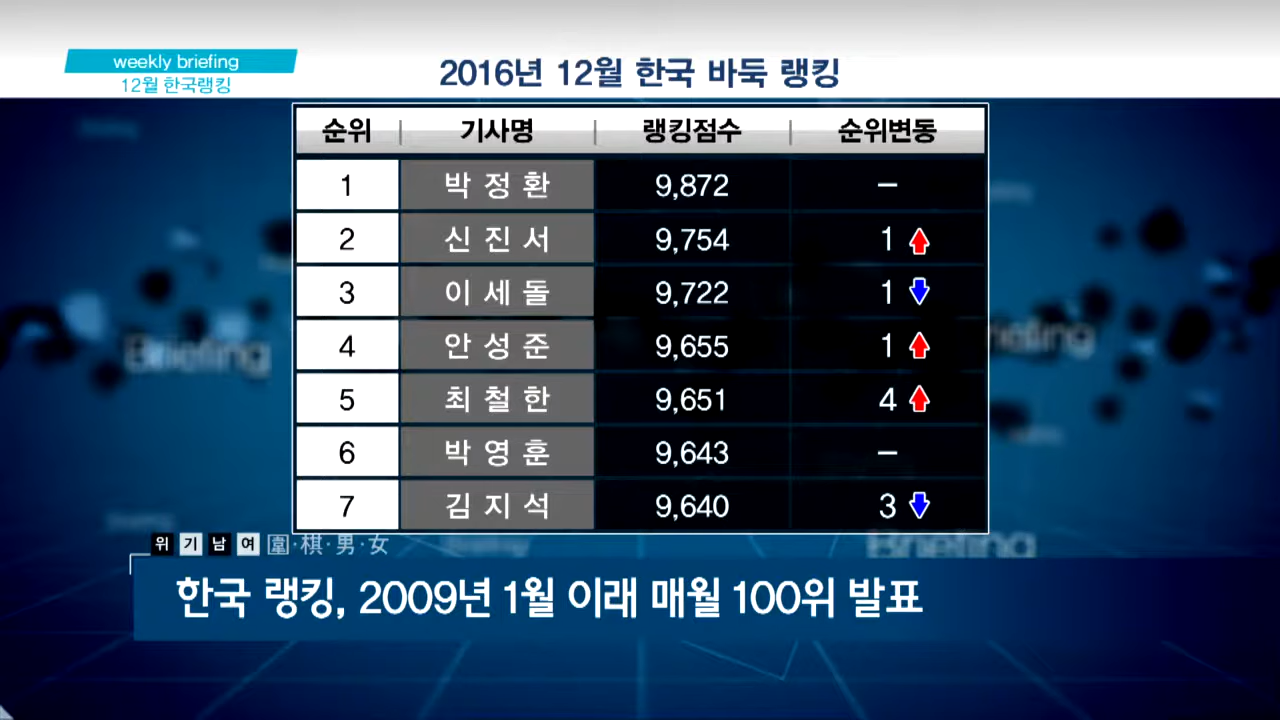 weekly briefing
12월 한국랭킹
2016년 12월 한국 바둑 랭킹
순위 기사명 랭킹점수 순위변동
1 박정환 9,872 –
2 신진서 9,754 1
3 이세돌 9,722 1
4 안성준 9,655 1
5 최철한 9,651 4
6 박영훈 9,643 –
7 김지석 9,640 3
Briefing
Briefing
위기남여 圍·棋·男·女
한국 랭킹, 2009년 1월 이래 매월 100위 발표